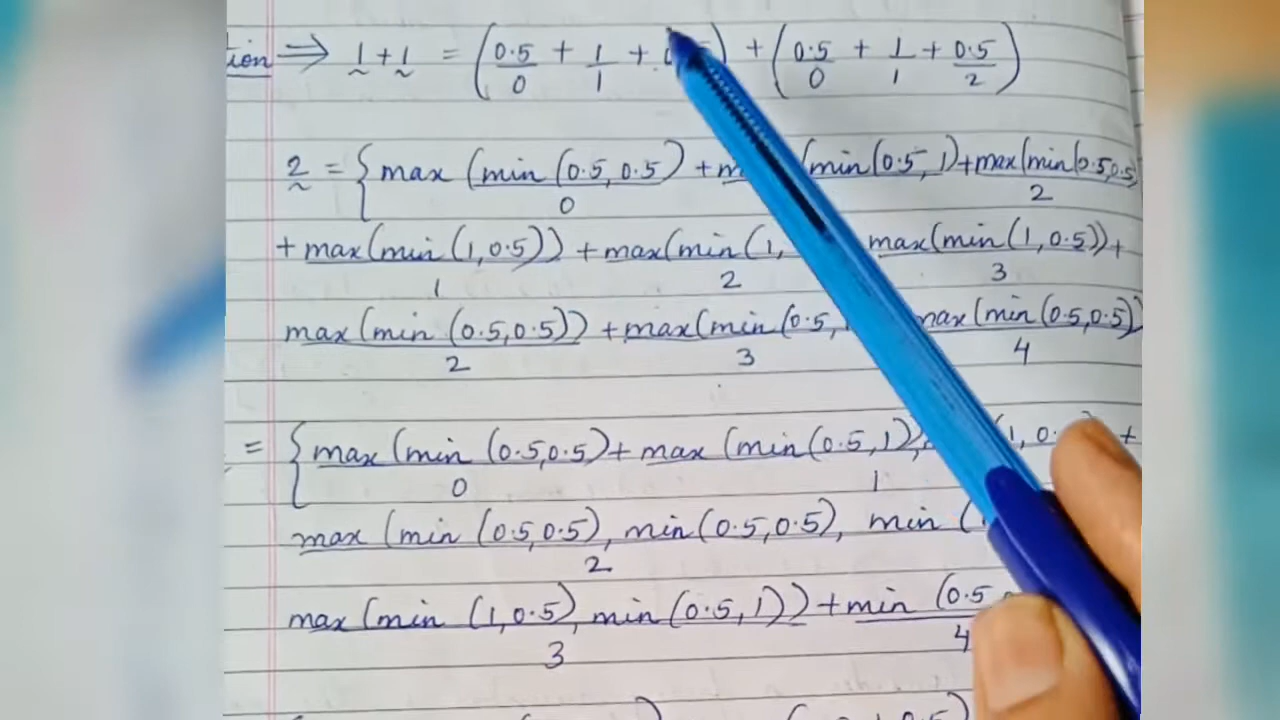 tion ⇒ 1 + 1 = (0.5/0 + 1/1 + 0.5) + (0.5/0 + 1/1 + 0.5/2)
2 = { max (min (0.5, 0.5) / 0 + (min (0.5, 1) + max (min (0.5, 0.5) / 2
+ max (min (1, 0.5)) / 1 + max (min (1, / 2 max (min (1, 0.5)) / 3 +
max (min (0.5, 0.5)) / 2 + max (min (0.5, / 3 max (min (0.5, 0.5) / 4
= { max (min (0.5, 0.5) / 0 + max (min (0.5, 1), (1, 0. / 1 +
max (min (0.5, 0.5), min (0.5, 0.5), min ( / 2
max (min (1, 0.5), min (0.5, 1)) / 3 + min (0.5 / 4